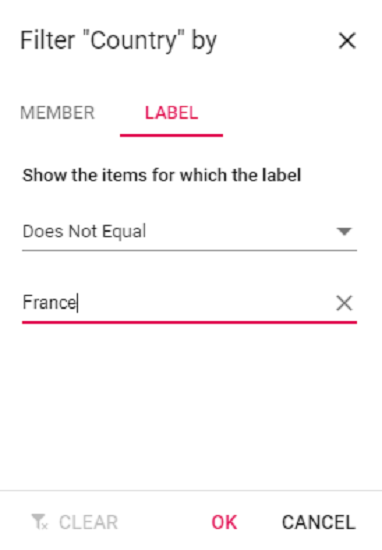 Filter "Country" by
MEMBER LABEL
Show the items for which the label
Does Not Equal
France
CLEAR OK CANCEL